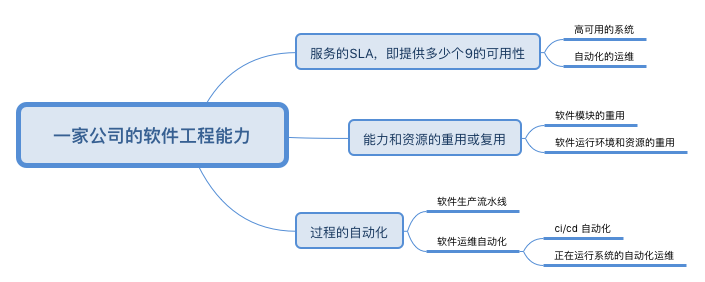 一家公司的软件工程能力
服务的SLA，即提供多少个9的可用性
高可用的系统
自动化的运维
能力和资源的重用或复用
软件模块的重用
软件运行环境和资源的重用
过程的自动化
软件生产流水线
软件运维自动化
ci/cd 自动化
正在运行系统的自动化运维